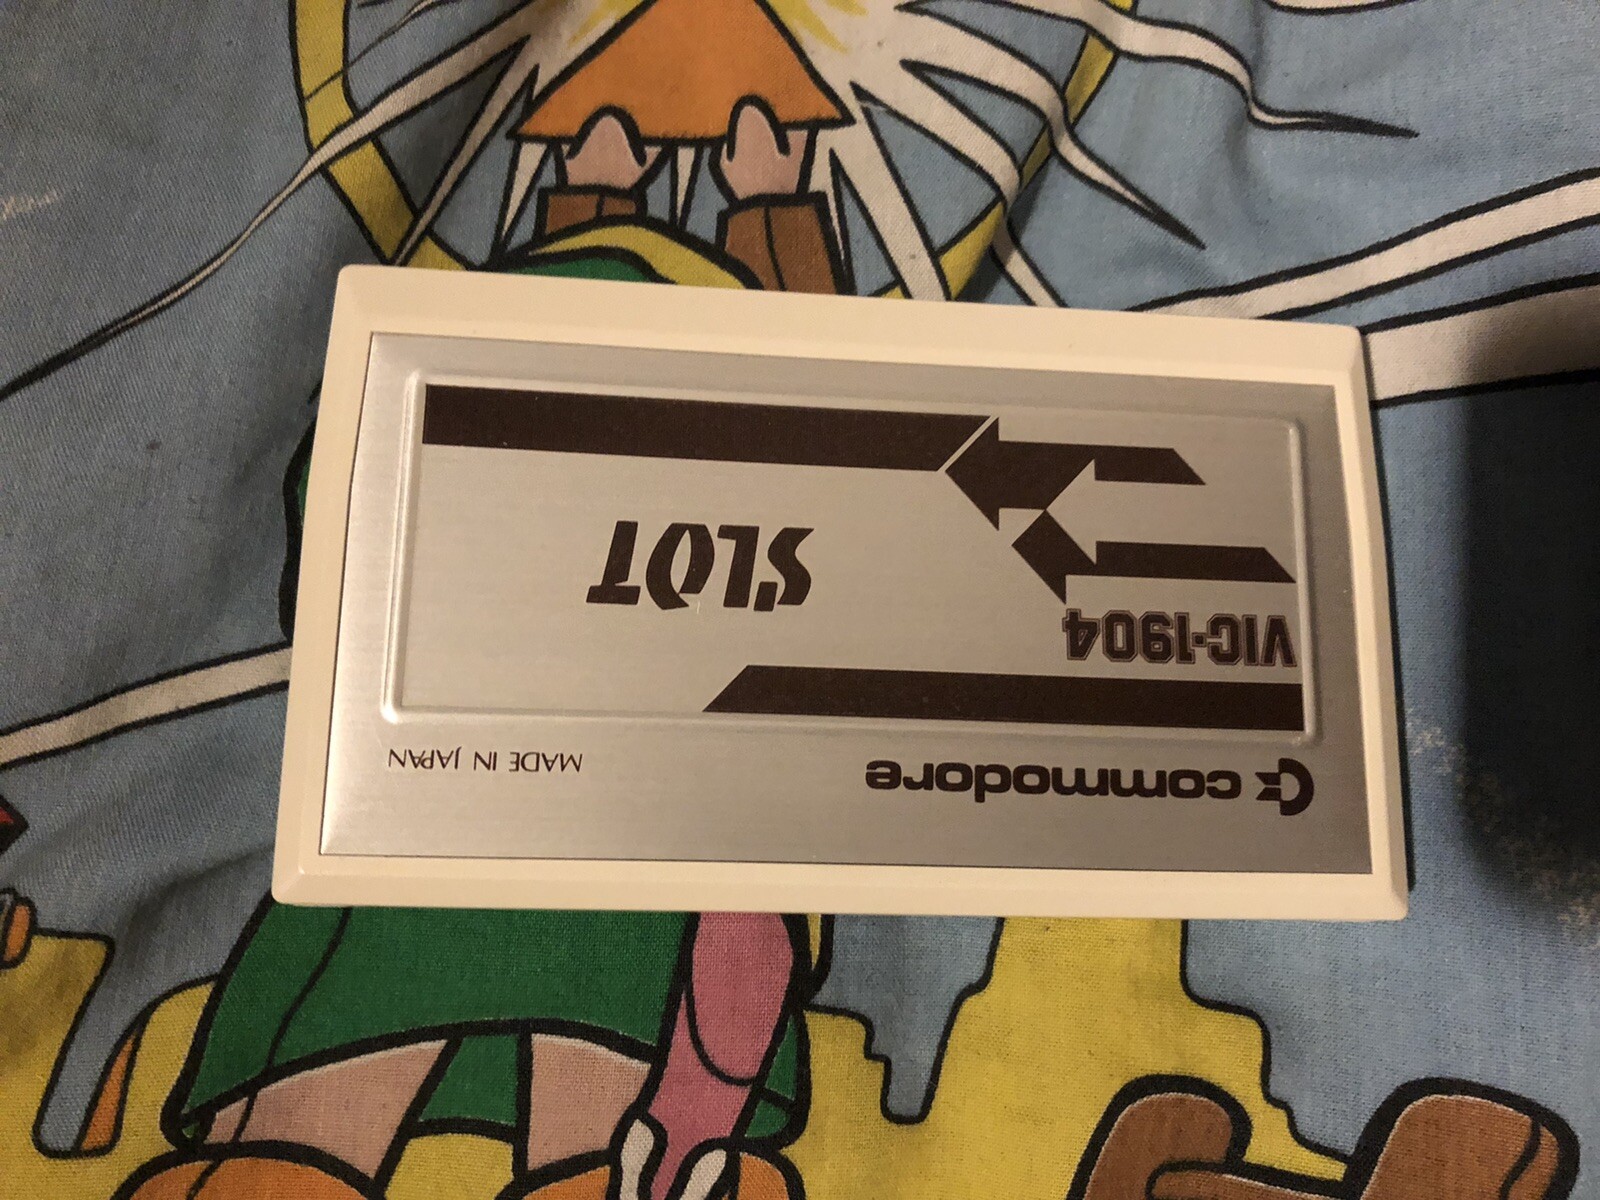 commodore
MADE IN JAPAN
VIC-1904
SLOT